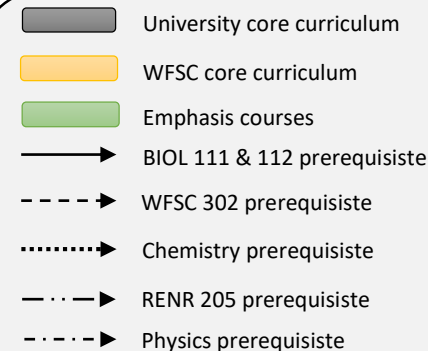 University core curriculum
WFSC core curriculum
Emphasis courses
BIOL 111 & 112 prerequisiste
WFSC 302 prerequisiste
Chemistry prerequisiste
RENR 205 prerequisiste
Physics prerequisiste